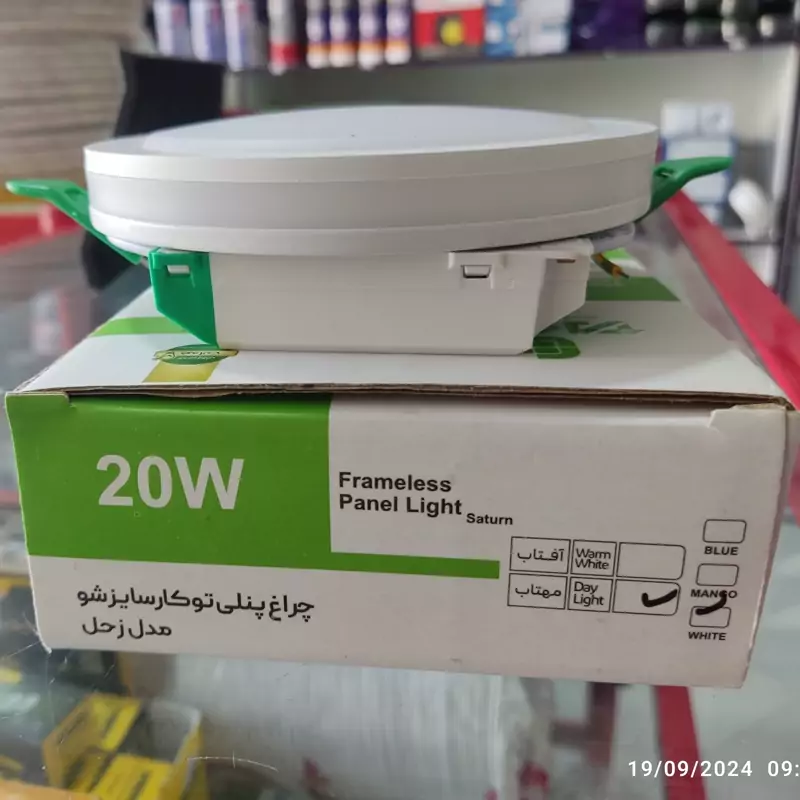 20W
Frameless
Panel Light
Saturn
آفتاب
Warm
White
مهتاب
Day
Light
BLUE
MANGO
WHITE
چراغ پنلی توکار سایز شو
مدل زحل
19/09/2024 09: